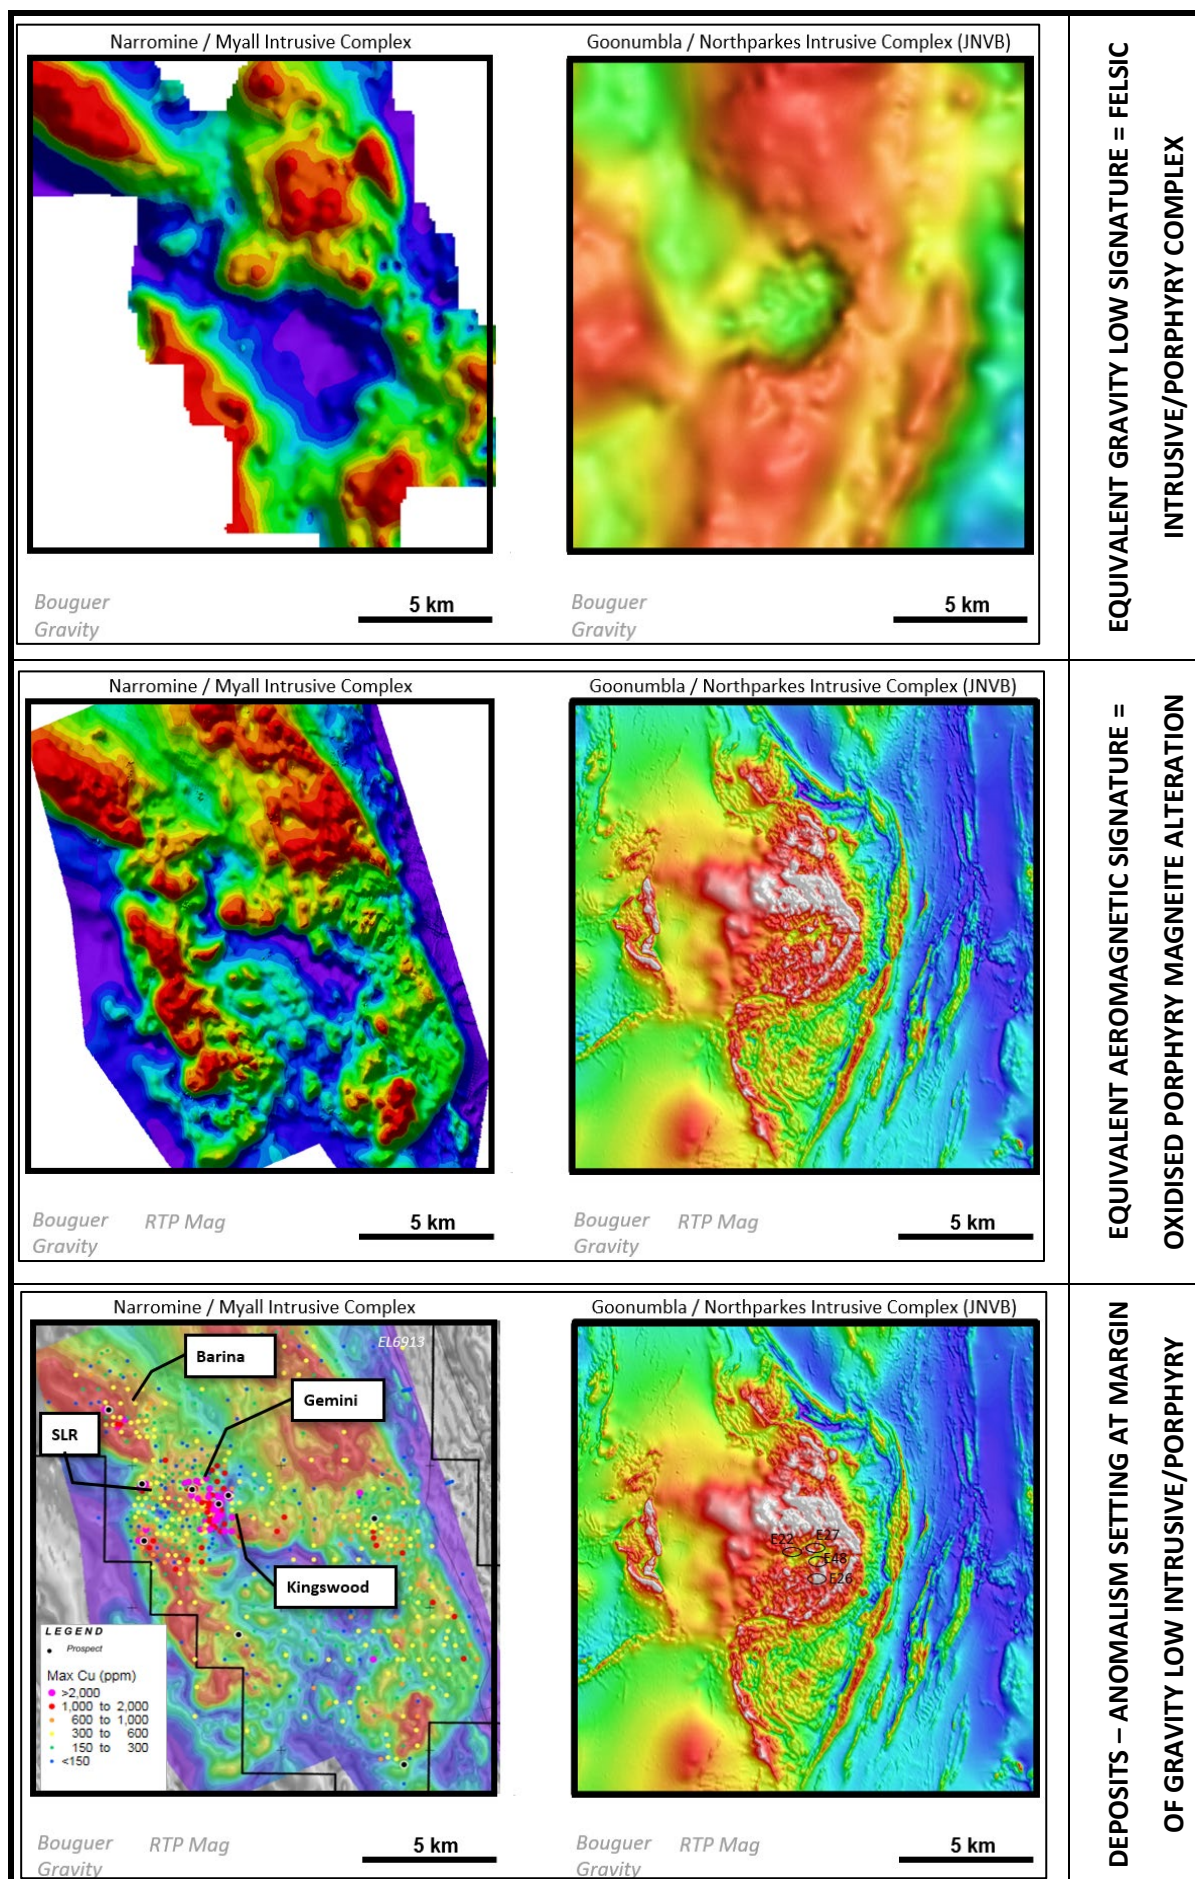 Narromine / Myall Intrusive Complex
Goonumbla / Northparkes Intrusive Complex (JNVB)
Bouguer
Gravity
5 km
Bouguer
Gravity
5 km
EQUIVALENT GRAVITY LOW SIGNATURE = FELSIC
INTRUSIVE/PORPHYRY COMPLEX
Narromine / Myall Intrusive Complex
Goonumbla / Northparkes Intrusive Complex (JNVB)
Bouguer
Gravity
RTP Mag
5 km
Bouguer
Gravity
RTP Mag
5 km
EQUIVALENT AEROMAGNETIC SIGNATURE =
OXIDISED PORPHYRY MAGNEITE ALTERATION
Narromine / Myall Intrusive Complex
Goonumbla / Northparkes Intrusive Complex (JNVB)
EL6913
Barina
Gemini
SLR
Kingswood
LEGEND
Prospect
Max Cu (ppm)
>2,000
1,000 to 2,000
600 to 1,000
300 to 600
150 to 300
<150
E22
E27
E48
E26
Bouguer
Gravity
RTP Mag
5 km
Bouguer
Gravity
RTP Mag
5 km
DEPOSITS – ANOMALISM SETTING AT MARGIN
OF GRAVITY LOW INTRUSIVE/PORPHYRY